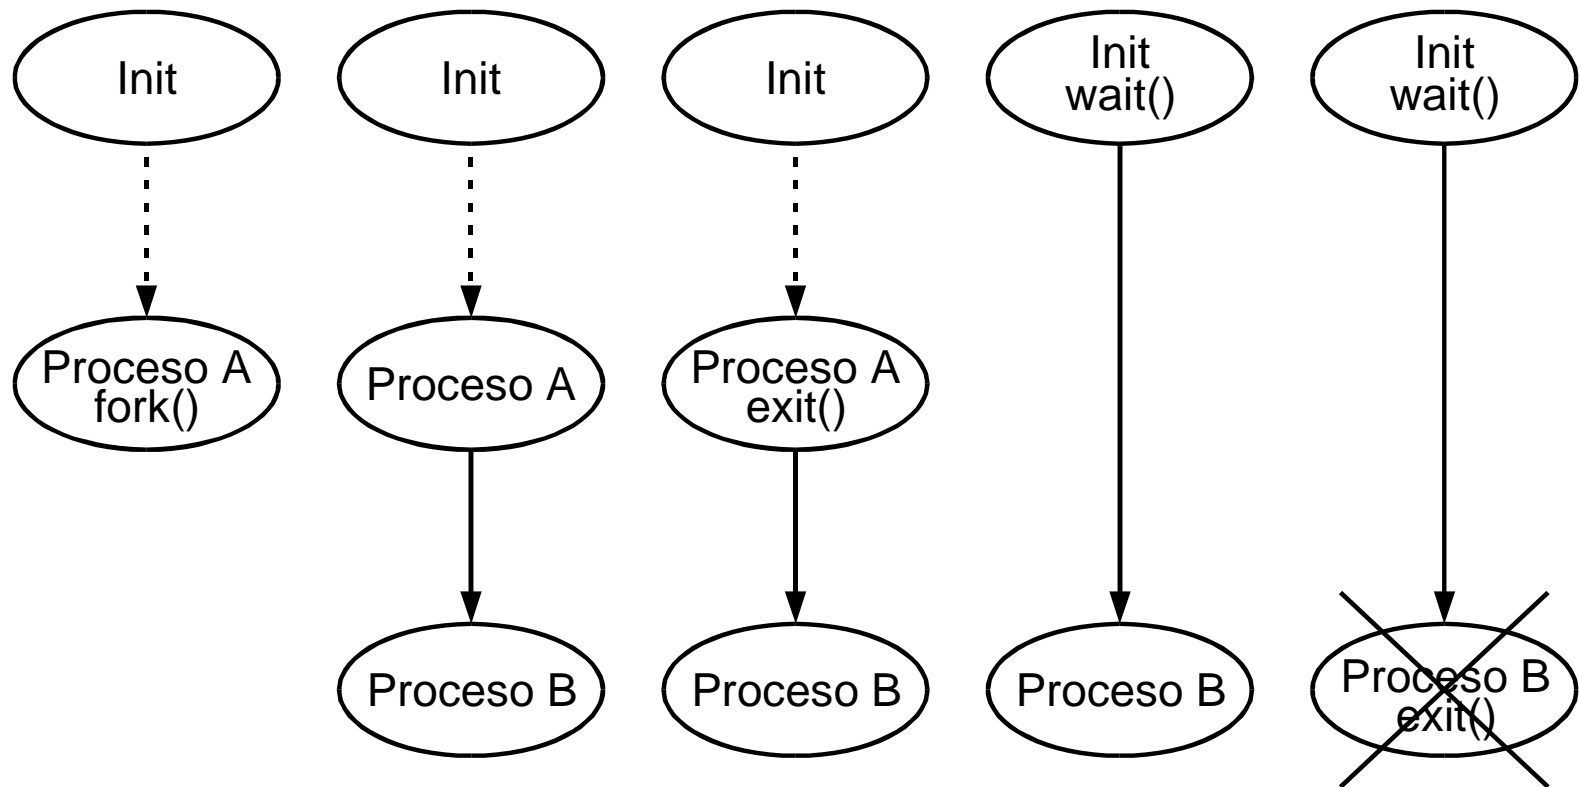 Init
Init
Init
Init
wait()
Init
wait()
Proceso A
fork()
Proceso A
Proceso A
exit()
Proceso B
Proceso B
Proceso B
Proceso B
exit()